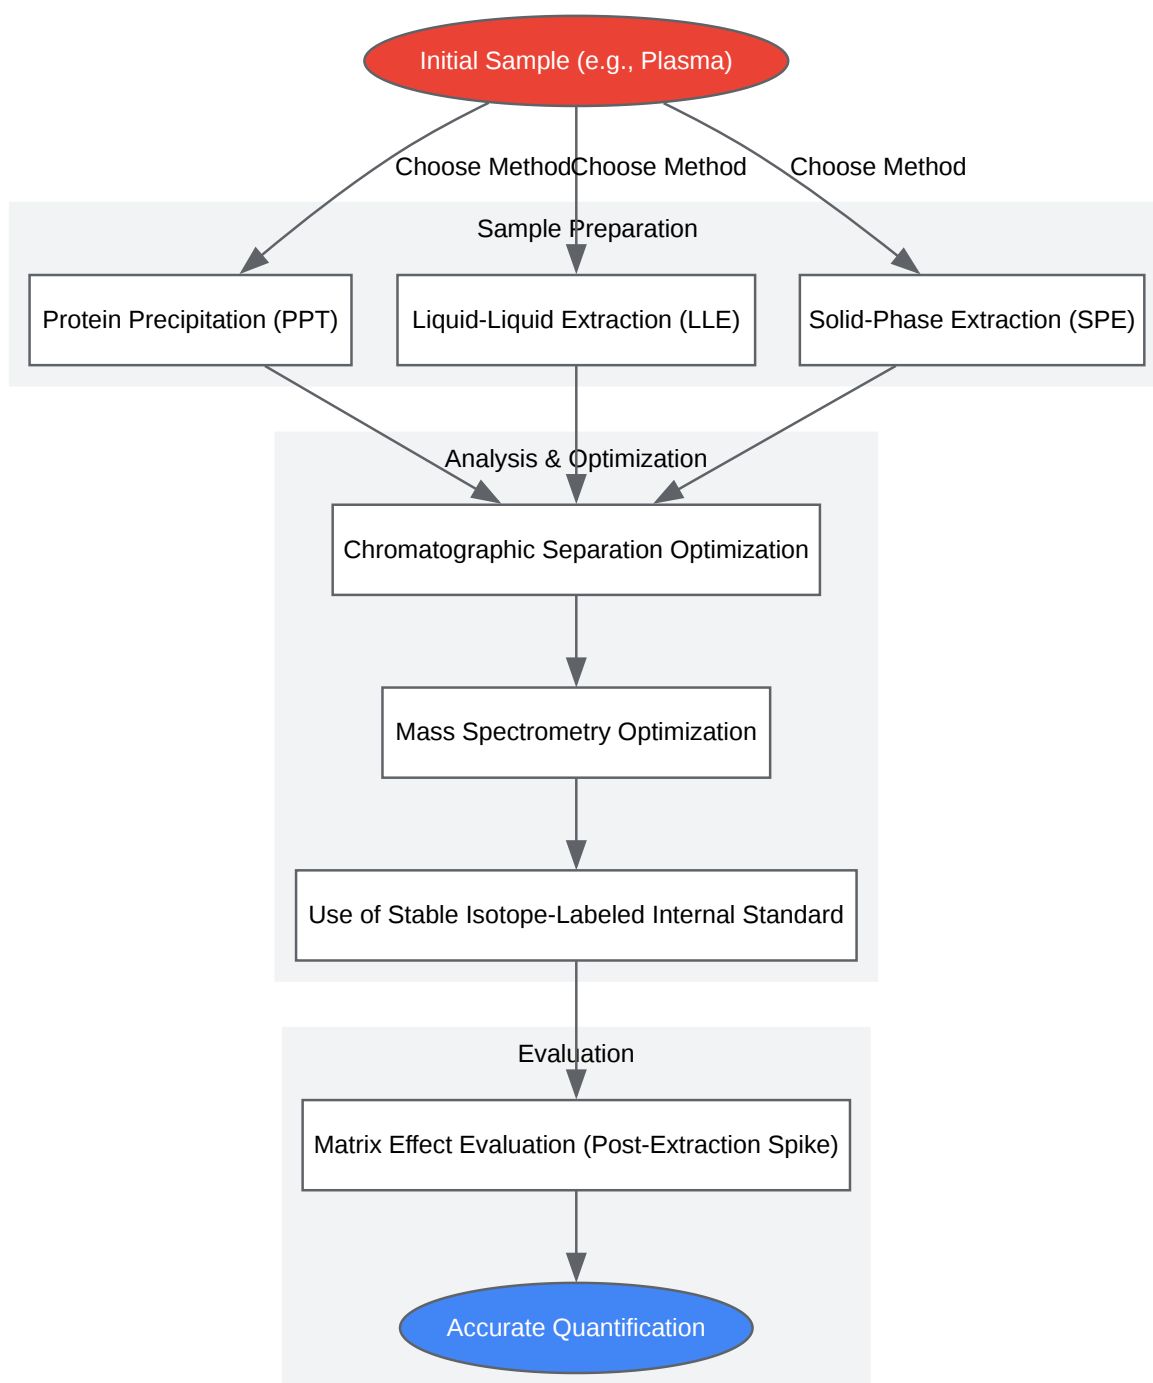 Initial Sample (e.g., Plasma)
Choose Method
Choose Method
Choose Method
Sample Preparation
Protein Precipitation (PPT)
Liquid-Liquid Extraction (LLE)
Solid-Phase Extraction (SPE)
Analysis & Optimization
Chromatographic Separation Optimization
Mass Spectrometry Optimization
Use of Stable Isotope-Labeled Internal Standard
Evaluation
Matrix Effect Evaluation (Post-Extraction Spike)
Accurate Quantification